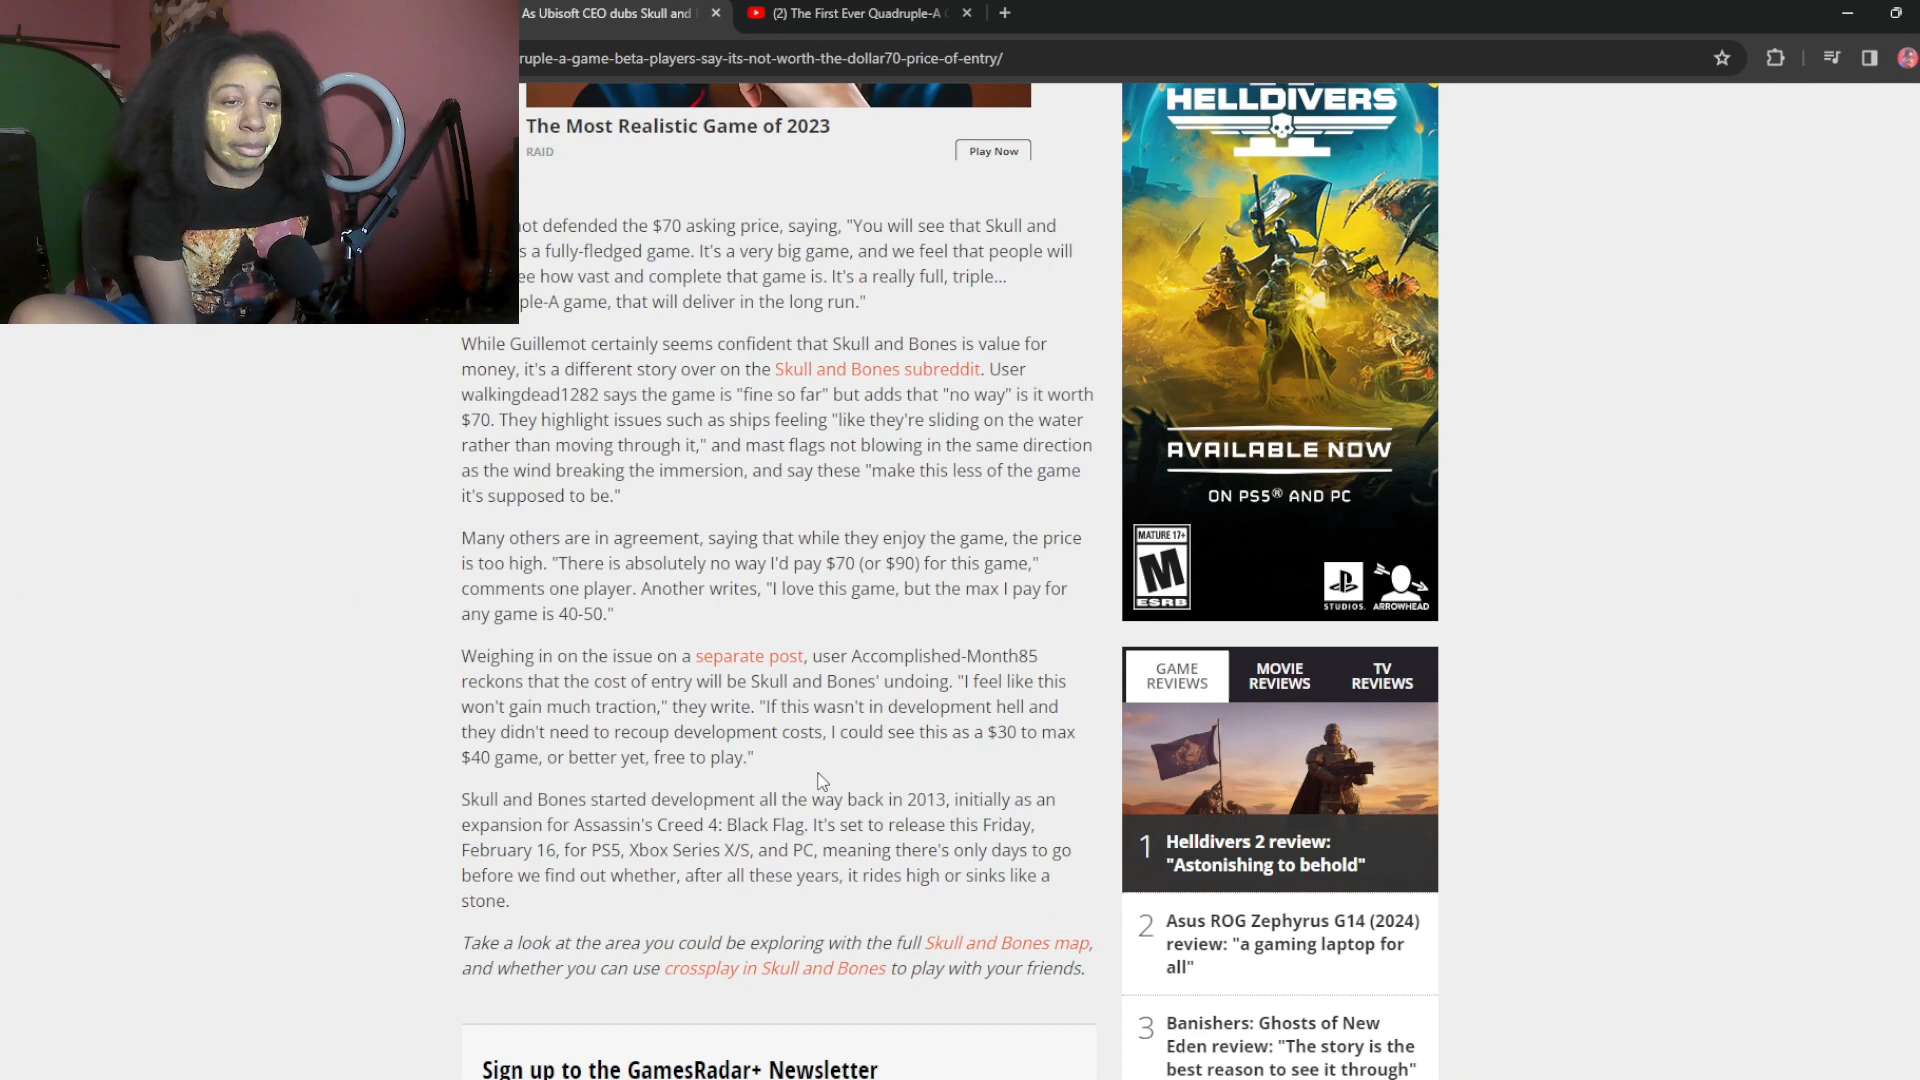 As Ubisoft CEO dubs Skull and
(2) The First Ever Quadruple-A
ruple-a-game-beta-players-say-its-not-worth-the-dollar70-price-of-entry/
The Most Realistic Game of 2023
RAID
Play Now
ot defended the $70 asking price, saying, "You will see that Skull and
s a fully-fledged game. It's a very big game, and we feel that people will
ee how vast and complete that game is. It's a really full, triple...
ple-A game, that will deliver in the long run."
While Guillemot certainly seems confident that Skull and Bones is value for
money, it's a different story over on the Skull and Bones subreddit. User
walkingdead1282 says the game is "fine so far" but adds that "no way" is it worth
$70. They highlight issues such as ships feeling "like they're sliding on the water
rather than moving through it," and mast flags not blowing in the same direction
as the wind breaking the immersion, and say these "make this less of the game
it's supposed to be."
Many others are in agreement, saying that while they enjoy the game, the price
is too high. "There is absolutely no way I'd pay $70 (or $90) for this game,"
comments one player. Another writes, "I love this game, but the max I pay for
any game is 40-50."
Weighing in on the issue on a separate post, user Accomplished-Month85
reckons that the cost of entry will be Skull and Bones' undoing. "I feel like this
won't gain much traction," they write. "If this wasn't in development hell and
they didn't need to recoup development costs, I could see this as a $30 to max
$40 game, or better yet, free to play."
Skull and Bones started development all the way back in 2013, initially as an
expansion for Assassin's Creed 4: Black Flag. It's set to release this Friday,
February 16, for PS5, Xbox Series X/S, and PC, meaning there's only days to go
before we find out whether, after all these years, it rides high or sinks like a
stone.
Take a look at the area you could be exploring with the full Skull and Bones map,
and whether you can use crossplay in Skull and Bones to play with your friends.
Sign up to the GamesRadar+ Newsletter
HELLDIVERS
AVAILABLE NOW
ON PS5® AND PC
MATURE 17+
M
ESRB
STUDIOS
ARROWHEAD
GAME REVIEWS
MOVIE REVIEWS
TV REVIEWS
1 Helldivers 2 review:
"Astonishing to behold"
2 Asus ROG Zephyrus G14 (2024)
review: "a gaming laptop for
all"
3 Banishers: Ghosts of New
Eden review: "The story is the
best reason to see it through"